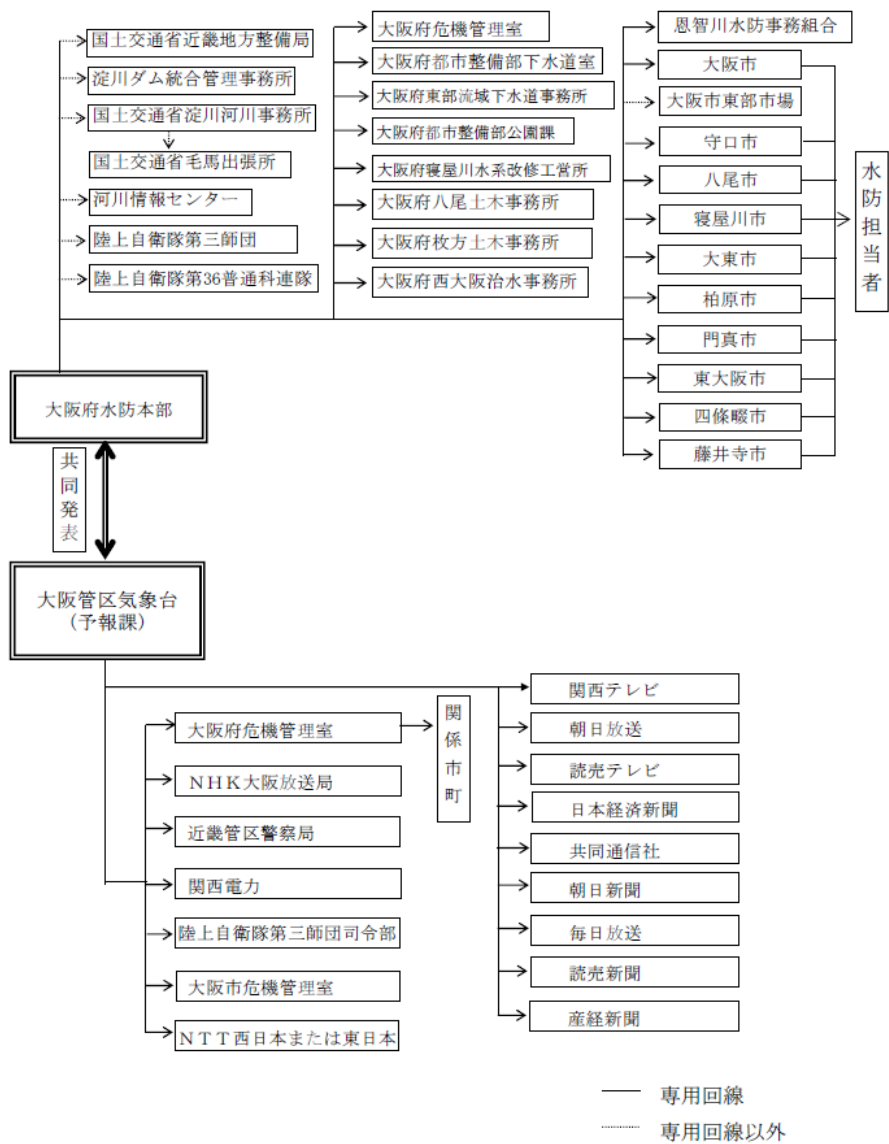 国土交通省近畿地方整備局
淀川ダム統合管理事務所
国土交通省淀川河川事務所
国土交通省毛馬出張所
河川情報センター
陸上自衛隊第三師団
陸上自衛隊第36普通科連隊
大阪府危機管理室
大阪府都市整備部下水道室
大阪府東部流域下水道事務所
大阪府都市整備部公園課
大阪府寝屋川水系改修工営所
大阪府八尾土木事務所
大阪府枚方土木事務所
大阪府西大阪治水事務所
恩智川水防事務組合
大阪市
大阪市東部市場
守口市
八尾市
寝屋川市
大東市
柏原市
門真市
東大阪市
四條畷市
藤井寺市
水防担当者
大阪府水防本部
共同発表
大阪管区気象台
(予報課)
大阪府危機管理室
関係市町
NHK大阪放送局
近畿管区警察局
関西電力
陸上自衛隊第三師団司令部
大阪市危機管理室
NTT西日本または東日本
関西テレビ
朝日放送
読売テレビ
日本経済新聞
共同通信社
朝日新聞
毎日放送
読売新聞
産経新聞
専用回線
専用回線以外